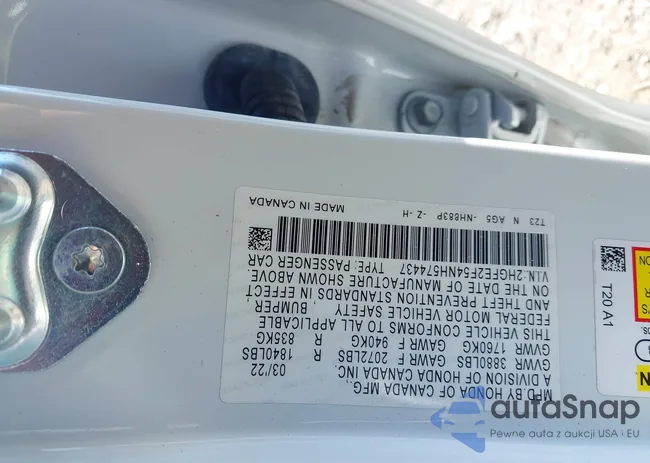 MFD.BY HONDA OF CANADA MFG., 03/22
A DIVISION OF HONDA CANADA INC.
GVWR 3880LBS GAWR F 2072LBS R 1840LBS
GVWR 1760KG GAWR F 940KG R 835KG
THIS VEHICLE CONFORMS TO ALL APPLICABLE
FEDERAL MOTOR VEHICLE SAFETY, BUMPER
AND THEFT PREVENTION STANDARDS IN EFFECT
ON THE DATE OF MANUFACTURE SHOWN ABOVE.
VIN:2HGFE2F54NH574437 TYPE:PASSENGER CAR
T23 N AG5 -NH883P -Z -H MADE IN CANADA
T20 A1
autaSnap
Pewne auta z aukcji USA i EU